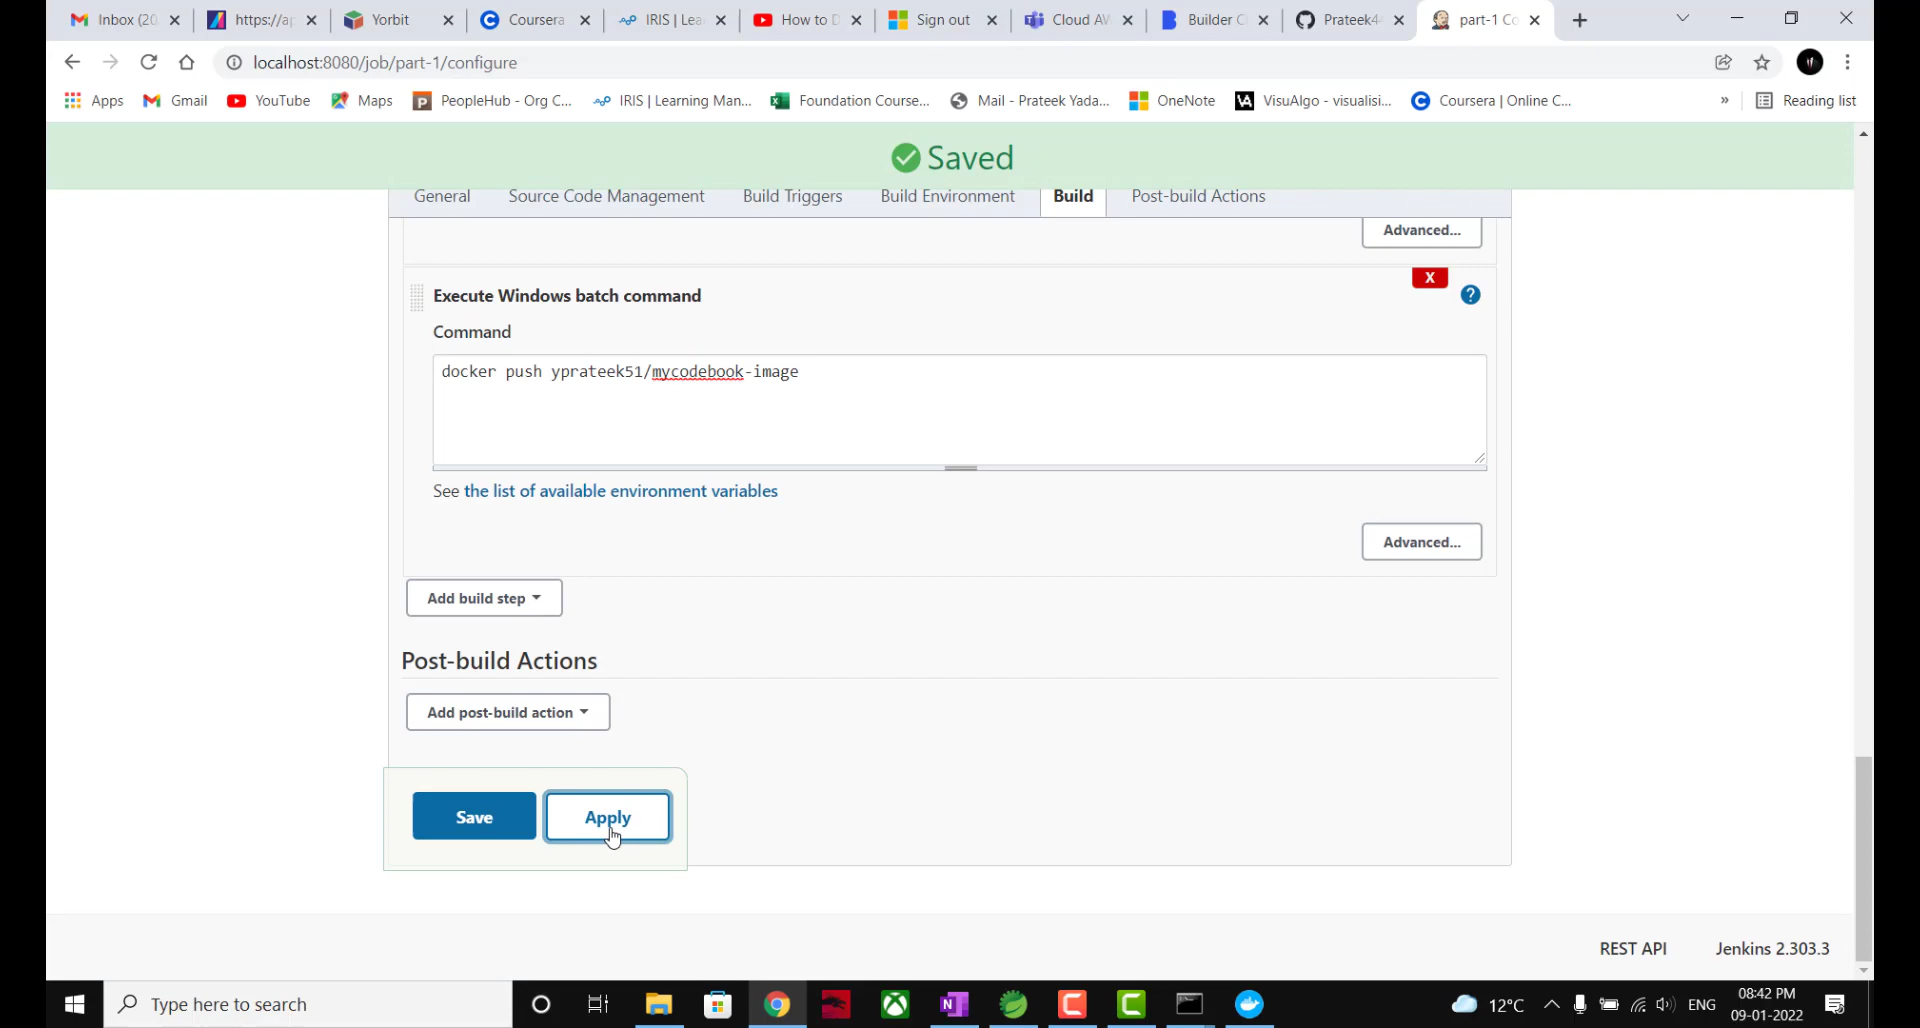 Inbox (20
https://ap
Yorbit
Coursera
IRIS | Lea
How to D
Sign out
Cloud AW
Builder C
Prateek4
part-1 Co
localhost:8080/job/part-1/configure
Apps
Gmail
YouTube
Maps
PeopleHub - Org C...
IRIS | Learning Man...
Foundation Course...
Mail - Prateek Yada...
OneNote
VisuAlgo - visualisi...
Coursera | Online C...
»
Reading list
Saved
General
Source Code Management
Build Triggers
Build Environment
Build
Post-build Actions
Advanced...
X
Execute Windows batch command
?
Command
docker push yprateek51/mycodebook-image
See the list of available environment variables
Advanced...
Add build step
Post-build Actions
Add post-build action
Save
Apply
REST API
Jenkins 2.303.3
Type here to search
12°C
ENG
08:42 PM
09-01-2022